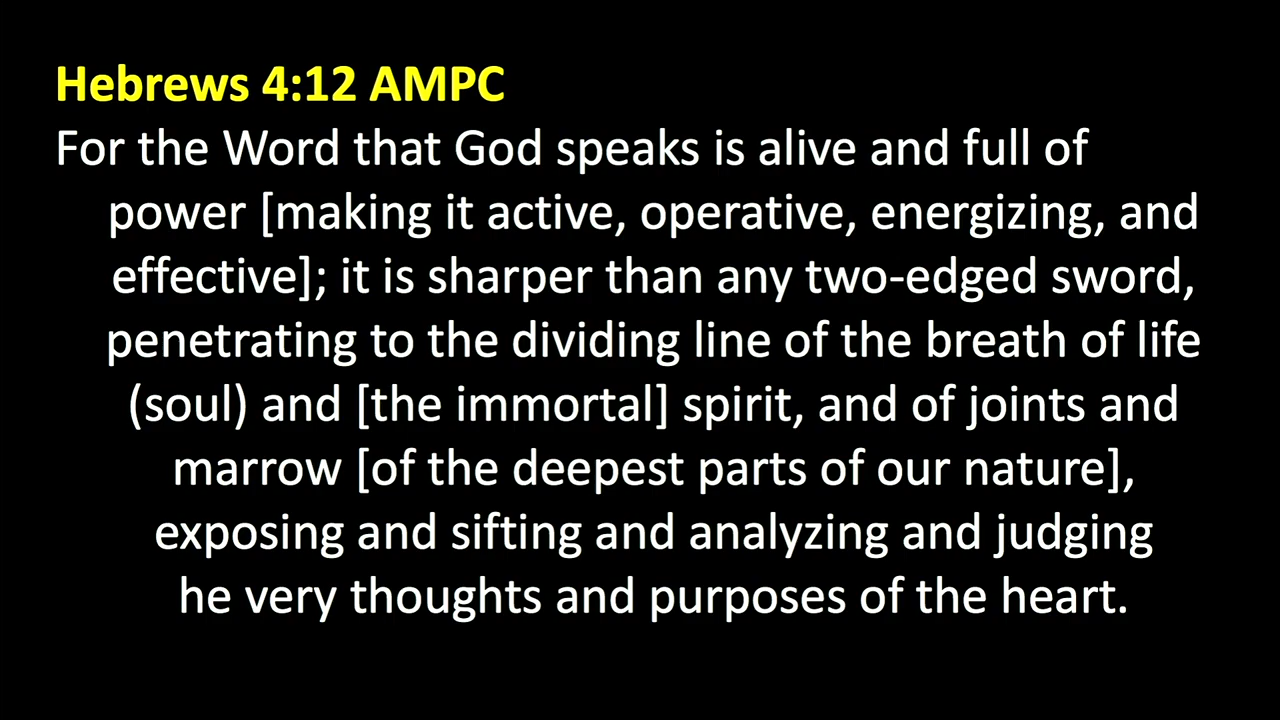 Hebrews 4:12 AMPC
For the Word that God speaks is alive and full of
power [making it active, operative, energizing, and
effective]; it is sharper than any two-edged sword,
penetrating to the dividing line of the breath of life
(soul) and [the immortal] spirit, and of joints and
marrow [of the deepest parts of our nature],
exposing and sifting and analyzing and judging
he very thoughts and purposes of the heart.